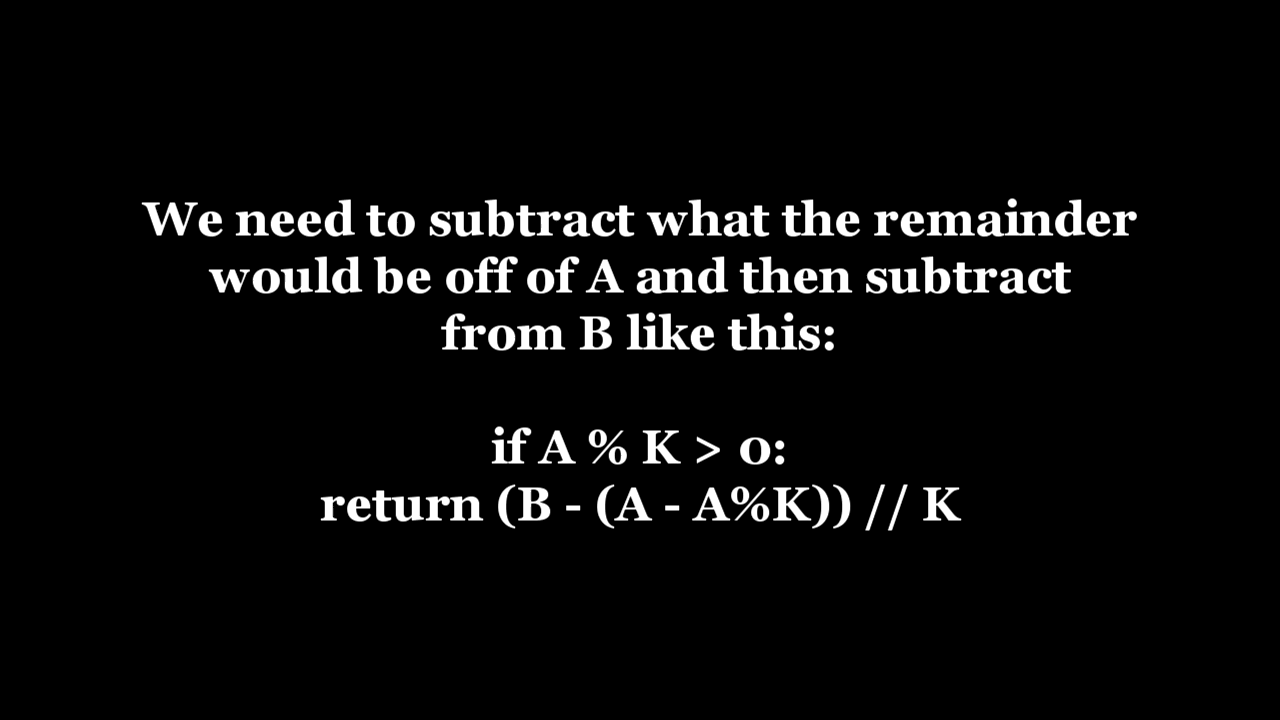 We need to subtract what the remainder
would be off of A and then subtract
from B like this:
if A % K > 0:
return (B - (A - A%K)) // K